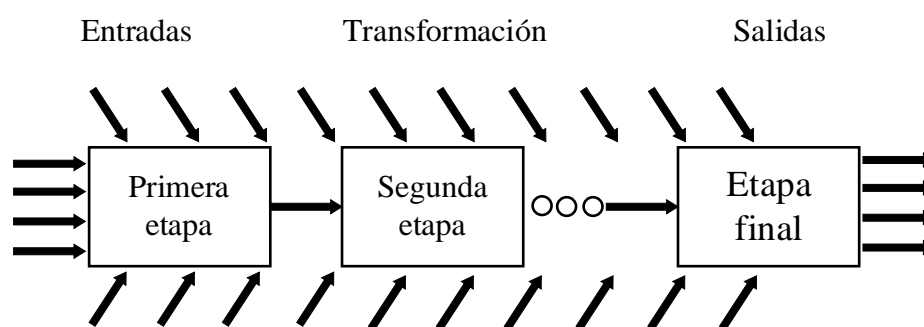 Entradas
Transformación
Salidas
Primera
etapa
Segunda
etapa
Etapa
final